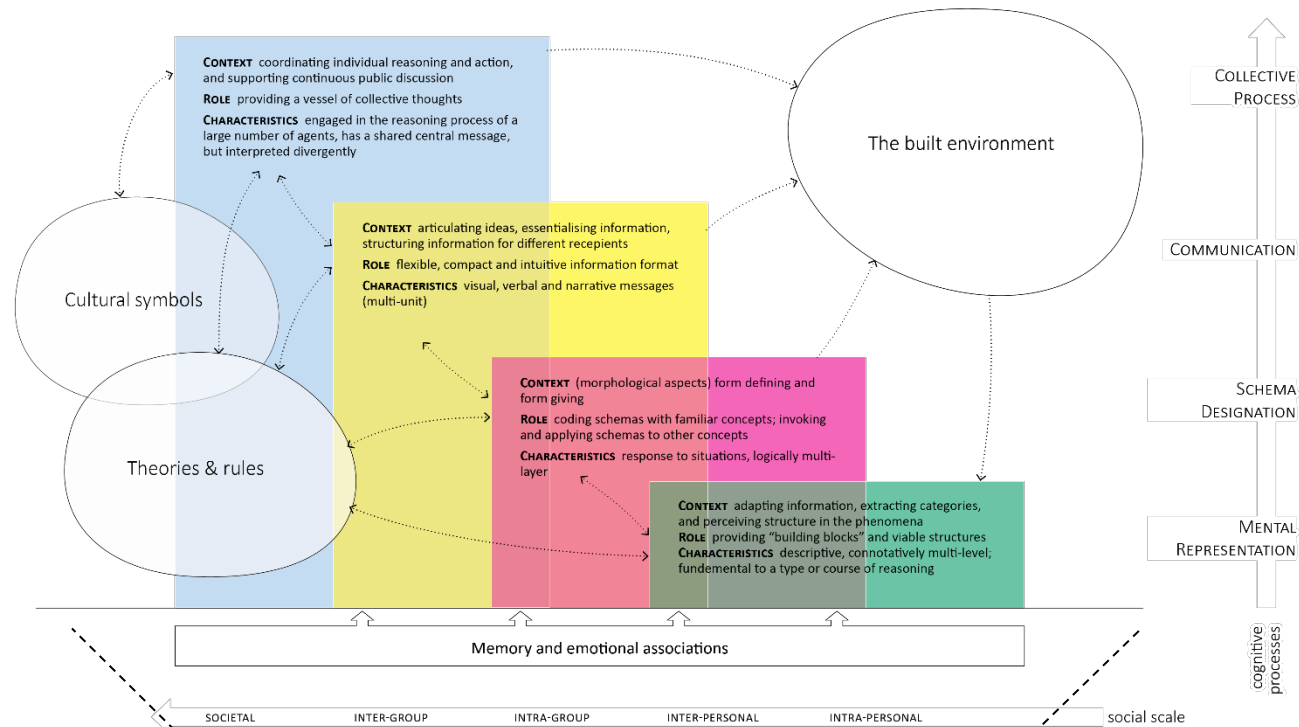 CONTEXT coordinating individual reasoning and action,
and supporting continuous public discussion
ROLE providing a vessel of collective thoughts
CHARACTERISTICS engaged in the reasoning process of a
large number of agents, has a shared central message,
but interpreted divergently
The built environment
COLLECTIVE
PROCESS
CONTEXT articulating ideas, essentialising information,
structuring information for different recepients
ROLE flexible, compact and intuitive information format
CHARACTERISTICS visual, verbal and narrative messages
(multi-unit)
COMMUNICATION
Cultural symbols
CONTEXT (morphological aspects) form defining and
form giving
ROLE coding schemas with familiar concepts; invoking
and applying schemas to other concepts
CHARACTERISTICS response to situations, logically multi-
layer
SCHEMA
DESIGNATION
Theories & rules
CONTEXT adapting information, extracting categories,
and perceiving structure in the phenomena
ROLE providing “building blocks” and viable structures
CHARACTERISTICS descriptive, connotatively multi-level;
fundemental to a type or course of reasoning
MENTAL
REPRESENTATION
Memory and emotional associations
cognitive
processes
SOCIETAL INTER-GROUP INTRA-GROUP INTER-PERSONAL INTRA-PERSONAL social scale